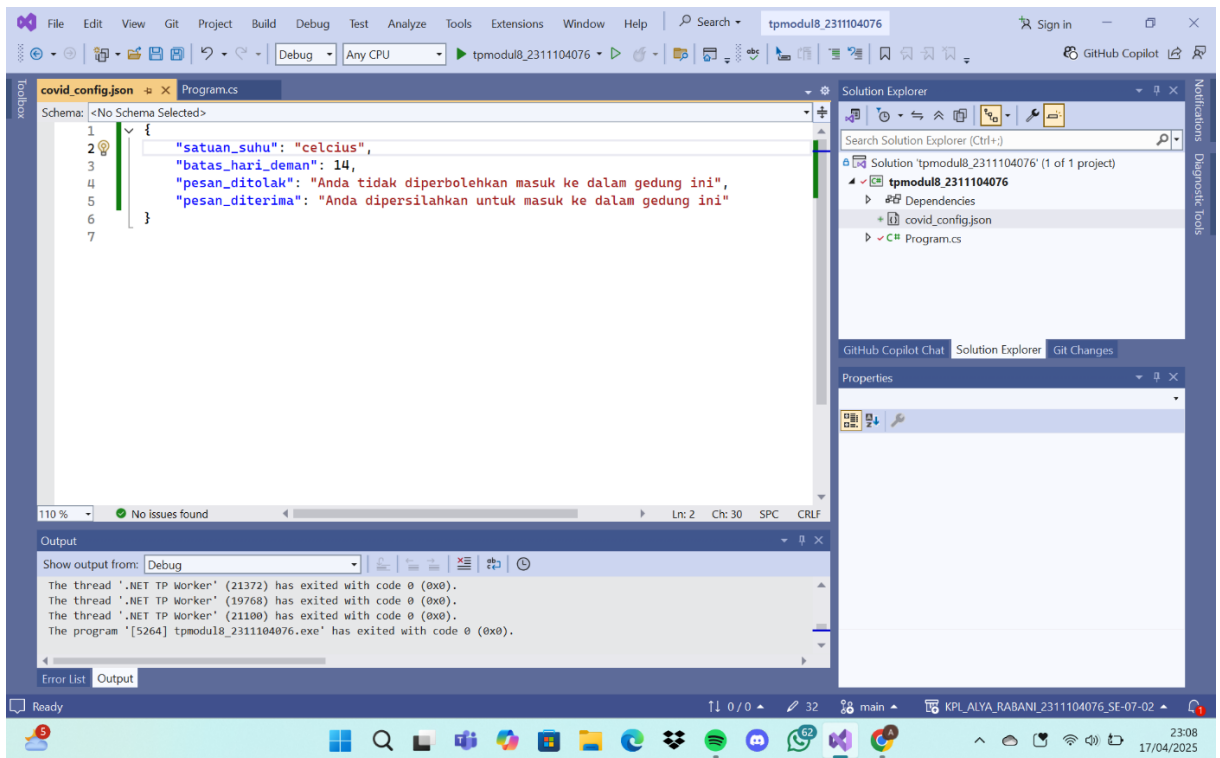 File Edit View Git Project Build Debug Test Analyze Tools Extensions Window Help Search tpmodul8_2311104076 Sign in
Debug Any CPU tpmodul8_2311104076 GitHub Copilot
Toolbox
covid_config.json Program.cs
Schema: <No Schema Selected>
1 {
2 "satuan_suhu": "celcius",
3 "batas_hari_deman": 14,
4 "pesan_ditolak": "Anda tidak diperbolehkan masuk ke dalam gedung ini",
5 "pesan_diterima": "Anda dipersilahkan untuk masuk ke dalam gedung ini"
6 }
7
110 % No issues found Ln: 2 Ch: 30 SPC CRLF
Output
Show output from: Debug
The thread '.NET TP Worker' (21372) has exited with code 0 (0x0).
The thread '.NET TP Worker' (19768) has exited with code 0 (0x0).
The thread '.NET TP Worker' (21100) has exited with code 0 (0x0).
The program '[5264] tpmodul8_2311104076.exe' has exited with code 0 (0x0).
Error List Output
Solution Explorer
Search Solution Explorer (Ctrl+;)
Solution 'tpmodul8_2311104076' (1 of 1 project)
C# tpmodul8_2311104076
Dependencies
covid_config.json
C# Program.cs
GitHub Copilot Chat Solution Explorer Git Changes
Properties
Notifications
Diagnostic Tools
Ready 0 / 0 32 main KPL_ALYA_RABANI_2311104076_SE-07-02 1
5 62 23:08
17/04/2025